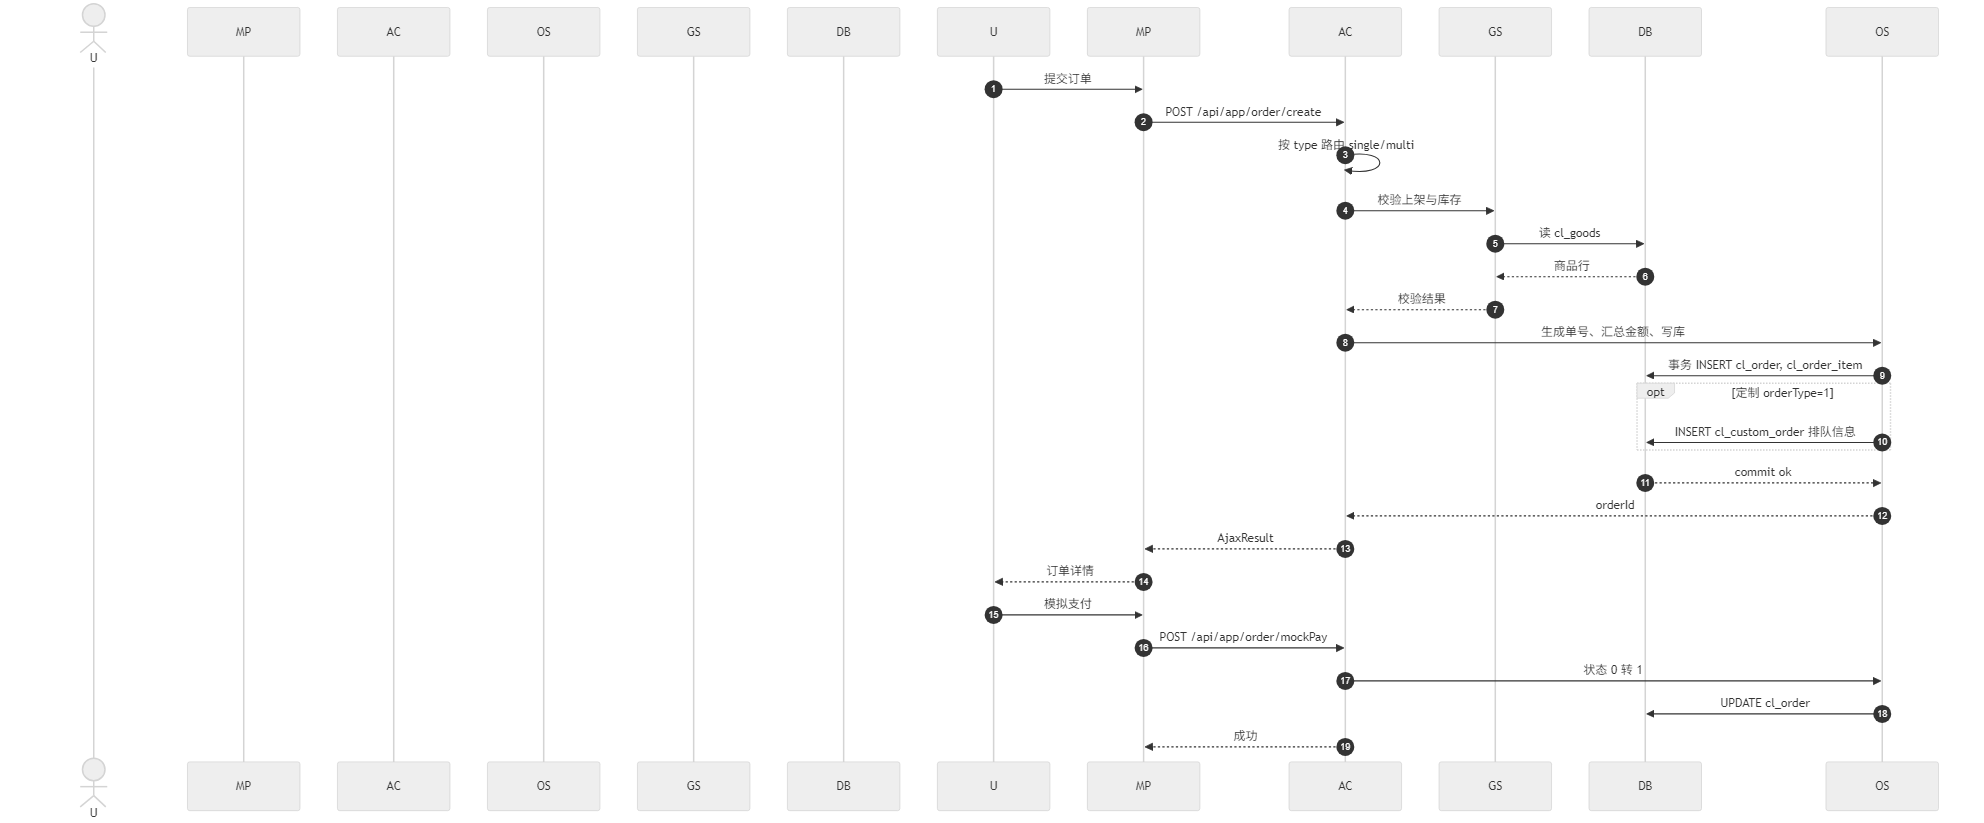 U
MP
AC
OS
GS
DB
U
MP
AC
GS
DB
OS
1
提交订单
2
POST /api/app/order/create
3
按 type 路由 single/multi
4
校验上架与库存
5
读 cl_goods
6
商品行
7
校验结果
8
生成单号、汇总金额、写库
9
事务 INSERT cl_order, cl_order_item
opt
[定制 orderType=1]
10
INSERT cl_custom_order 排队信息
11
commit ok
12
orderId
13
AjaxResult
14
订单详情
15
模拟支付
16
POST /api/app/order/mockPay
17
状态 0 转 1
18
UPDATE cl_order
19
成功
U
MP
AC
OS
GS
DB
U
MP
AC
GS
DB
OS